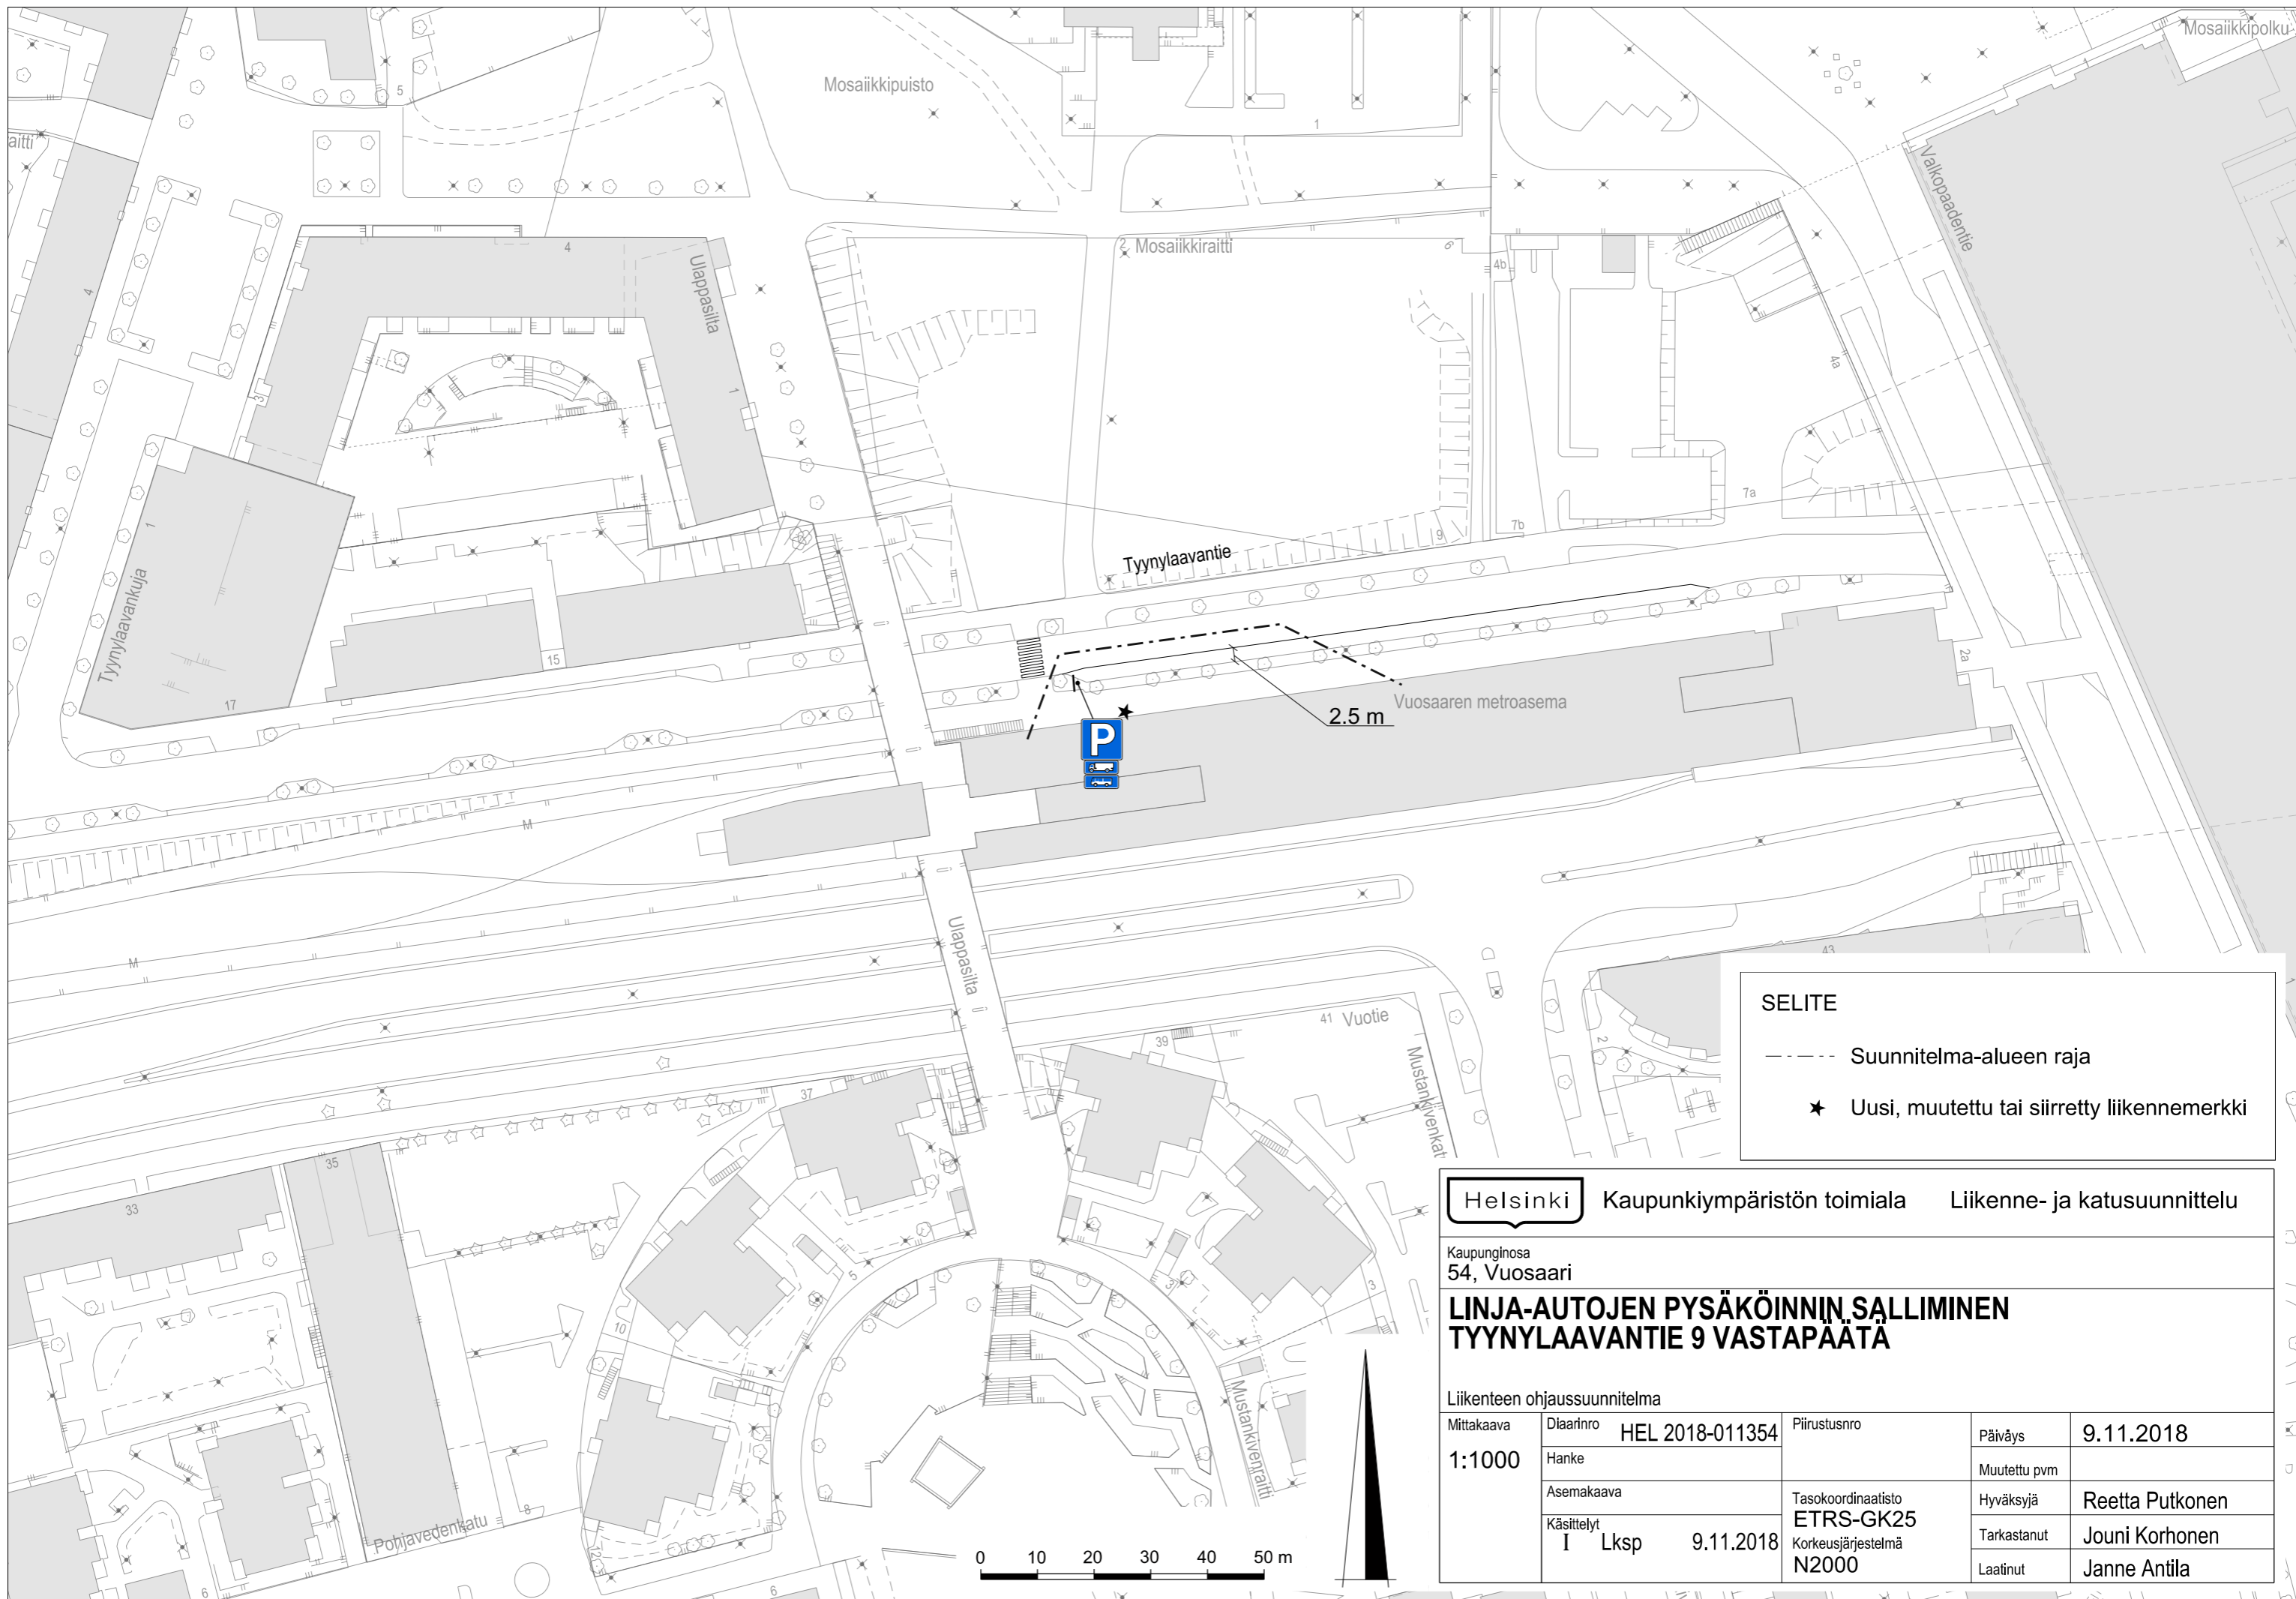 Mosaiikkipolku
Mosaiikkipuisto
5
1
1
aitti
Valkopaadentie
4
4
Ulappasilta
2
Mosaiikkiraitti
6
4b
4a
3
1
1
7a
7b
9
Tyynylaavantie
Tyynylaavankuja
15
17
2a
Vuosaaren metroasema
2.5 m
P
M
M
Ulappasilta
43
41
Vuotie
39
Mustankivenkat
2
37
35
33
5
3
3
10
Mustankivenraitti
7
8
12
6
6
Pohjavedenkatu
0 10 20 30 40 50 m
SELITE
Suunnitelma-alueen raja
Uusi, muutettu tai siirretty liikennemerkki
Helsinki Kaupunkiympäristön toimiala Liikenne- ja katusuunnittelu
Kaupunginosa
54, Vuosaari
LINJA-AUTOJEN PYSÄKÖINNIN SALLIMINEN
TYYNYLAAVANTIE 9 VASTAPÄÄTÄ
Liikenteen ohjaussuunnitelma
Mittakaava
1:1000
Diaarinro HEL 2018-011354
Hanke
Asemakaava
Käsittelyt
I Lksp 9.11.2018
Piirustusnro
Tasokoordinaatisto
ETRS-GK25
Korkeusjärjestelmä
N2000
Päiväys 9.11.2018
Muutettu pvm
Hyväksyjä Reetta Putkonen
Tarkastanut Jouni Korhonen
Laatinut Janne Antila